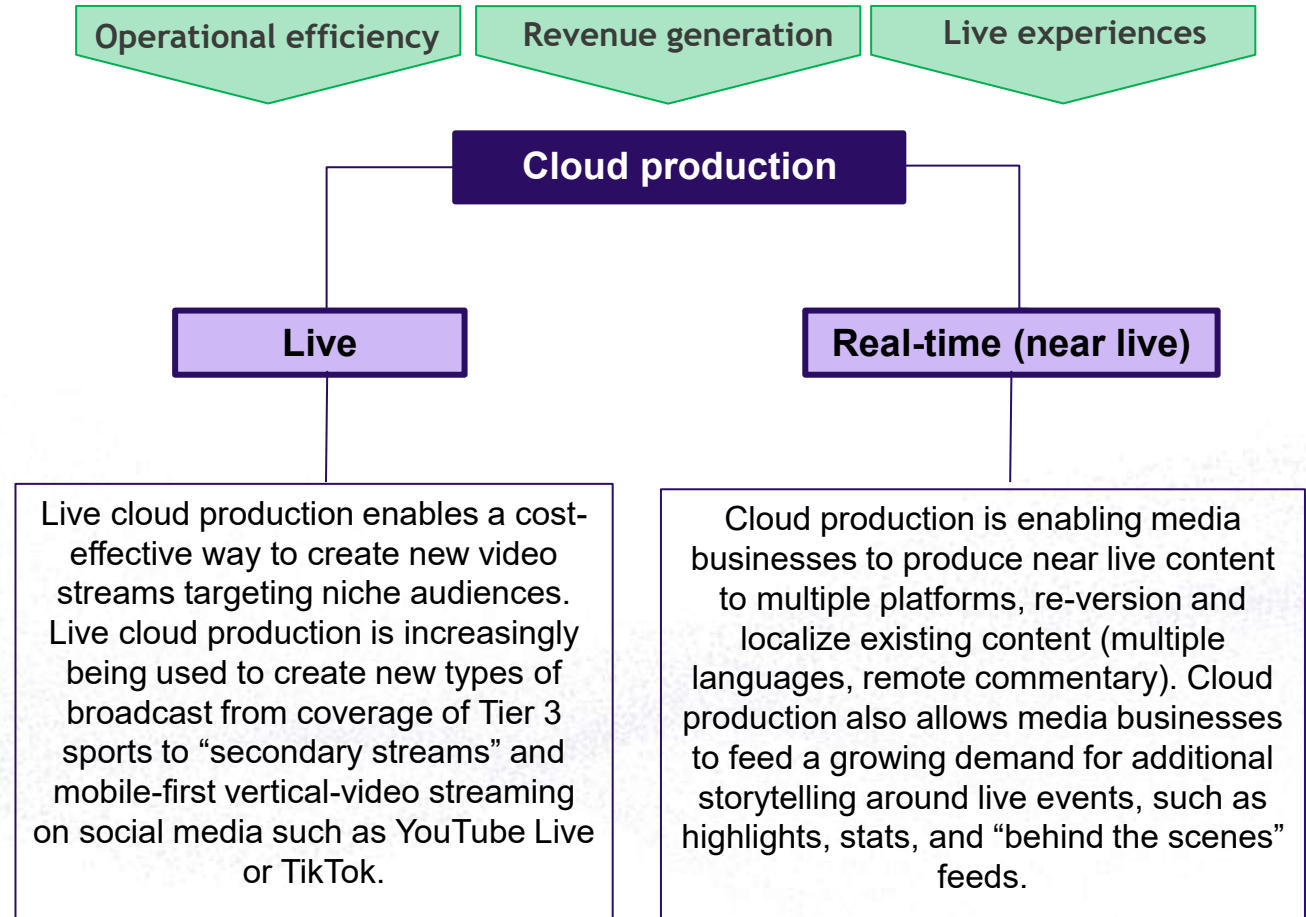 Operational efficiency
Revenue generation
Live experiences
Cloud production
Live
Real-time (near live)
Live cloud production enables a cost-
effective way to create new video
streams targeting niche audiences.
Live cloud production is increasingly
being used to create new types of
broadcast from coverage of Tier 3
sports to “secondary streams” and
mobile-first vertical-video streaming
on social media such as YouTube Live
or TikTok.
Cloud production is enabling media
businesses to produce near live content
to multiple platforms, re-version and
localize existing content (multiple
languages, remote commentary). Cloud
production also allows media businesses
to feed a growing demand for additional
storytelling around live events, such as
highlights, stats, and “behind the scenes”
feeds.